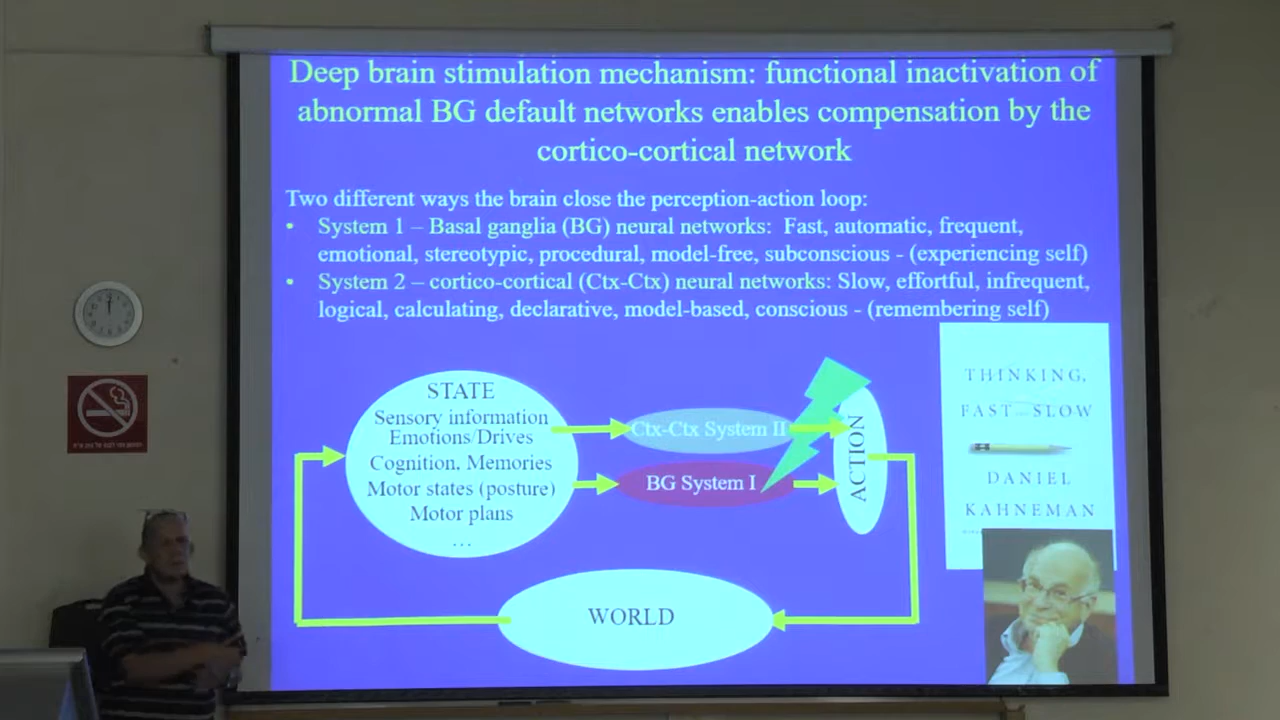 Deep brain stimulation mechanism: functional inactivation of
abnormal BG default networks enables compensation by the
cortico-cortical network
Two different ways the brain close the perception-action loop:
• System 1 – Basal ganglia (BG) neural networks: Fast, automatic, frequent,
emotional, stereotypic, procedural, model-free, subconscious - (experiencing self)
• System 2 – cortico-cortical (Ctx-Ctx) neural networks: Slow, effortful, infrequent,
logical, calculating, declarative, model-based, conscious - (remembering self)
STATE
Sensory information
Emotions/Drives
Cognition, Memories
Motor states (posture)
Motor plans
…
Ctx-Ctx System II
BG System I
ACTION
WORLD
THINKING,
FAST AND SLOW
DANIEL
KAHNEMAN